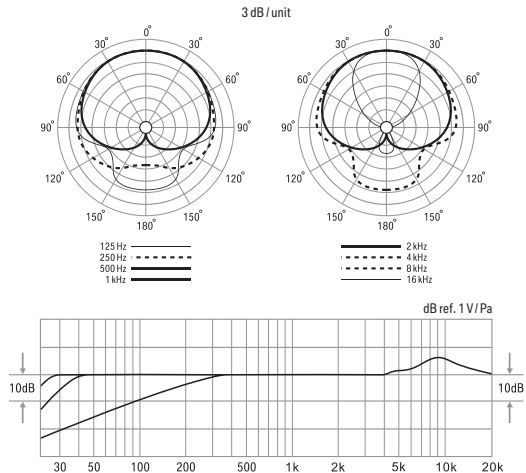 3 dB / unit
0° 0°
30° 30° 30° 30°
60° 60° 60° 60°
90° 90° 90° 90°
120° 120° 120° 120°
150° 150° 150° 150°
180° 180°
125 Hz
250 Hz
500 Hz
1 kHz
2 kHz
4 kHz
8 kHz
16 kHz
dB ref. 1 V / Pa
10dB 10dB
30 50 100 200 500 1k 2k 5k 10k 20k